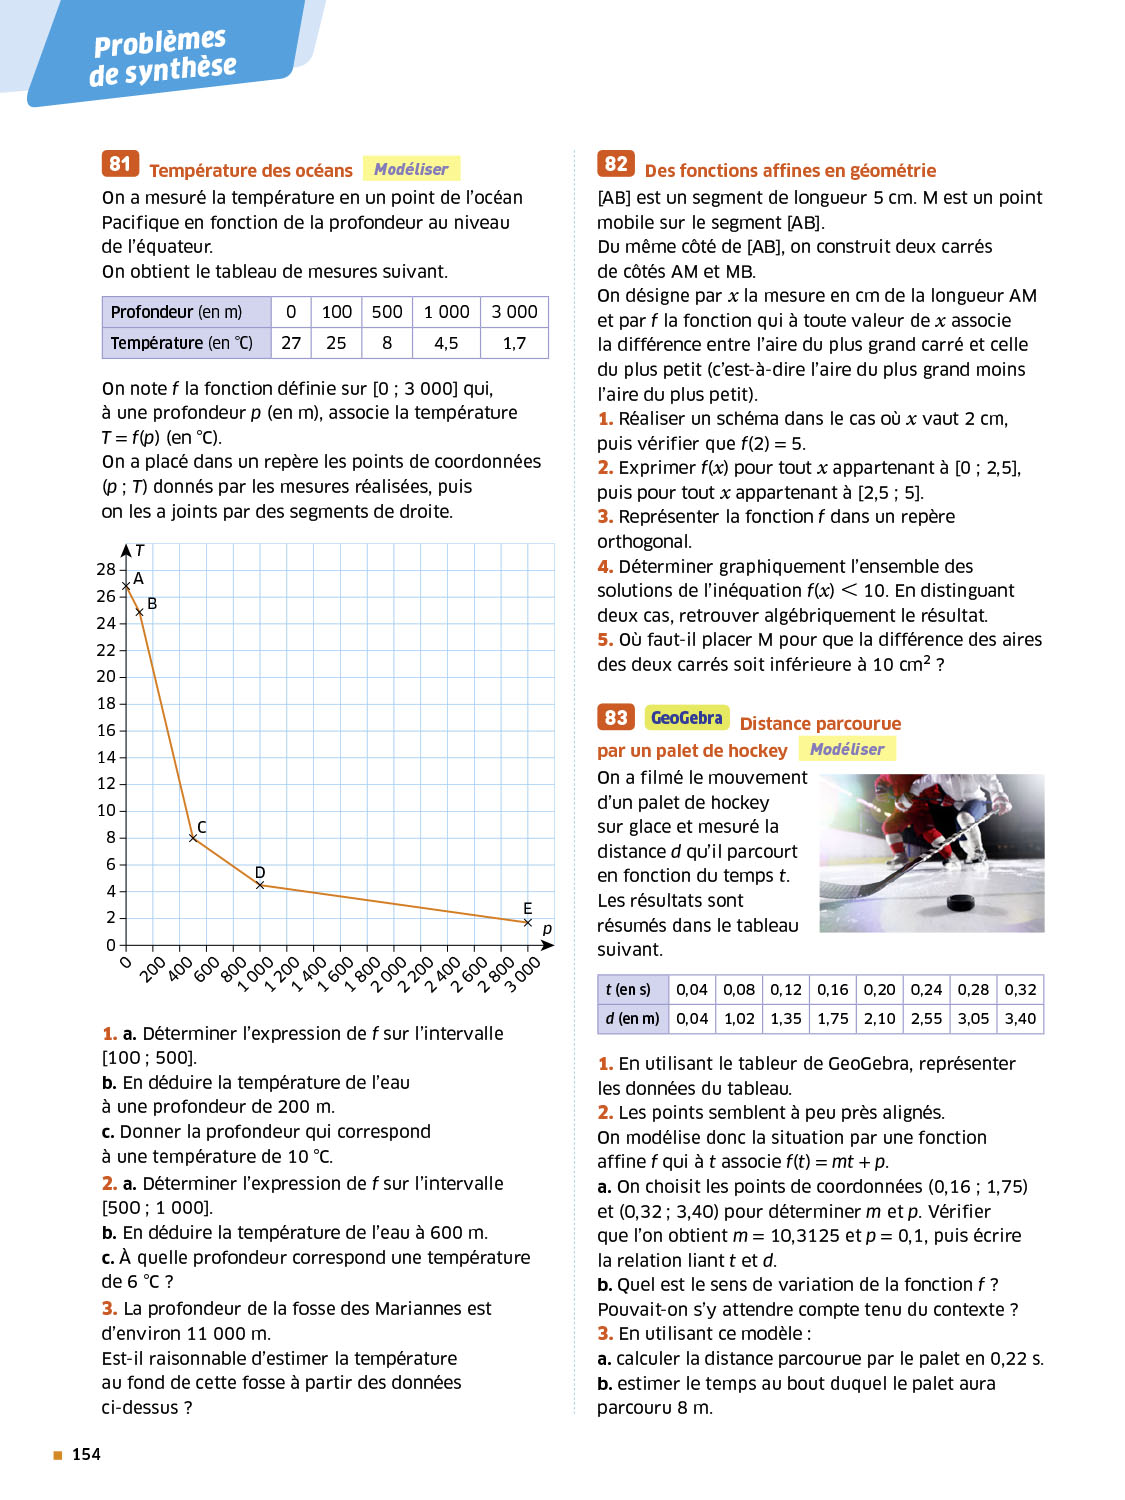 Problèmes
de synthèse
81 Température des océans Modéliser
On a mesuré la température en un point de l'océan
Pacifique en fonction de la profondeur au niveau
de l'équateur.
On obtient le tableau de mesures suivant.
Profondeur (en m) 0 100 500 1 000 3 000
Température (en °C) 27 25 8 4,5 1,7
On note f la fonction définie sur [0 ; 3 000] qui,
à une profondeur p (en m), associe la température
T = f(p) (en °C).
On a placé dans un repère les points de coordonnées
(p ; T) donnés par les mesures réalisées, puis
on les a joints par des segments de droite.
T
28
26
24
22
20
18
16
14
12
10
8
6
4
2
0
A
B
C
D
E
p
0 200 400 600 800 1 000 1 200 1 400 1 600 1 800 2 000 2 200 2 400 2 600 2 800 3 000
1. a. Déterminer l'expression de f sur l'intervalle
[100 ; 500].
b. En déduire la température de l'eau
à une profondeur de 200 m.
c. Donner la profondeur qui correspond
à une température de 10 °C.
2. a. Déterminer l'expression de f sur l'intervalle
[500 ; 1 000].
b. En déduire la température de l'eau à 600 m.
c. À quelle profondeur correspond une température
de 6 °C ?
3. La profondeur de la fosse des Mariannes est
d'environ 11 000 m.
Est-il raisonnable d'estimer la température
au fond de cette fosse à partir des données
ci-dessus ?
82 Des fonctions affines en géométrie
[AB] est un segment de longueur 5 cm. M est un point
mobile sur le segment [AB].
Du même côté de [AB], on construit deux carrés
de côtés AM et MB.
On désigne par x la mesure en cm de la longueur AM
et par f la fonction qui à toute valeur de x associe
la différence entre l'aire du plus grand carré et celle
du plus petit (c'est-à-dire l'aire du plus grand moins
l'aire du plus petit).
1. Réaliser un schéma dans le cas où x vaut 2 cm,
puis vérifier que f(2) = 5.
2. Exprimer f(x) pour tout x appartenant à [0 ; 2,5],
puis pour tout x appartenant à [2,5 ; 5].
3. Représenter la fonction f dans un repère
orthogonal.
4. Déterminer graphiquement l'ensemble des
solutions de l'inéquation f(x) < 10. En distinguant
deux cas, retrouver algébriquement le résultat.
5. Où faut-il placer M pour que la différence des aires
des deux carrés soit inférieure à 10 cm² ?
83 GeoGebra Distance parcourue
par un palet de hockey Modéliser
On a filmé le mouvement
d'un palet de hockey
sur glace et mesuré la
distance d qu'il parcourt
en fonction du temps t.
Les résultats sont
résumés dans le tableau
suivant.
t (en s) 0,04 0,08 0,12 0,16 0,20 0,24 0,28 0,32
d (en m) 0,04 1,02 1,35 1,75 2,10 2,55 3,05 3,40
1. En utilisant le tableur de GeoGebra, représenter
les données du tableau.
2. Les points semblent à peu près alignés.
On modélise donc la situation par une fonction
affine f qui à t associe f(t) = mt + p.
a. On choisit les points de coordonnées (0,16 ; 1,75)
et (0,32 ; 3,40) pour déterminer m et p. Vérifier
que l'on obtient m = 10,3125 et p = 0,1, puis écrire
la relation liant t et d.
b. Quel est le sens de variation de la fonction f ?
Pouvait-on s'y attendre compte tenu du contexte ?
3. En utilisant ce modèle :
a. calculer la distance parcourue par le palet en 0,22 s.
b. estimer le temps au bout duquel le palet aura
parcouru 8 m.
154